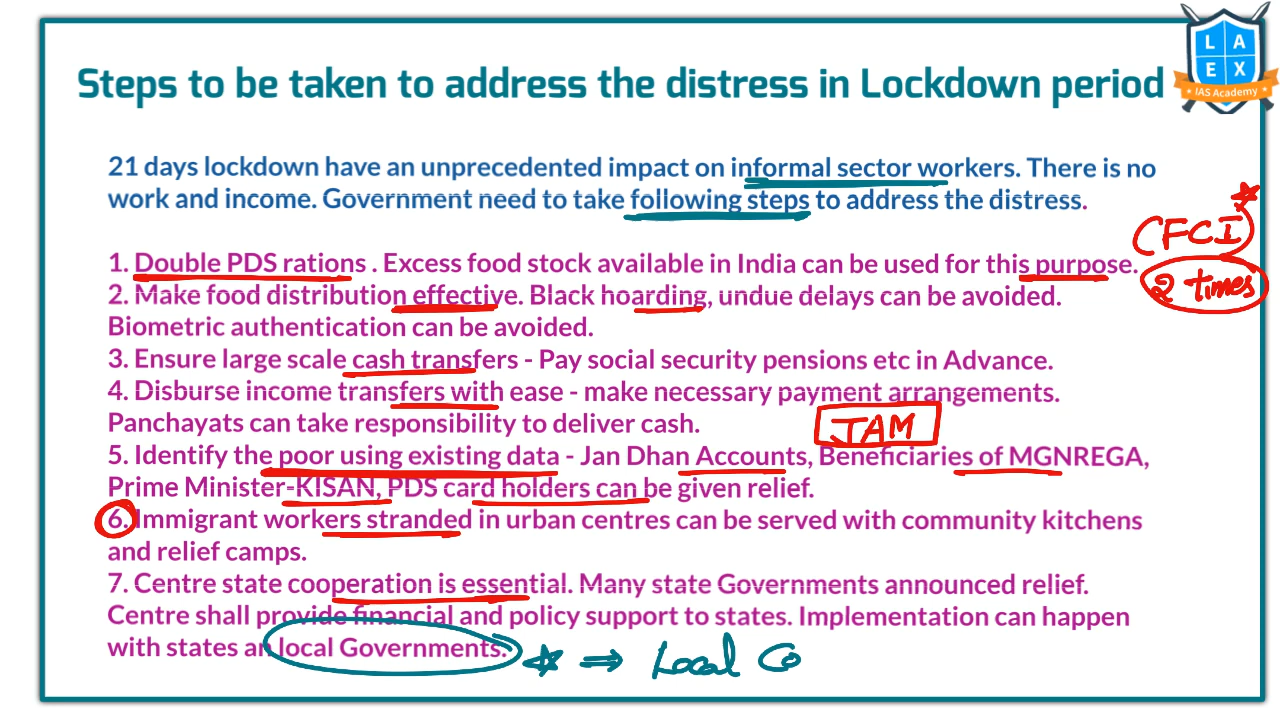 L A
E X
IAS Academy
Steps to be taken to address the distress in Lockdown period
21 days lockdown have an unprecedented impact on informal sector workers. There is no
work and income. Government need to take following steps to address the distress.
(FCI)
1. Double PDS rations . Excess food stock available in India can be used for this purpose.
2 times
2. Make food distribution effective. Black hoarding, undue delays can be avoided.
Biometric authentication can be avoided.
3. Ensure large scale cash transfers - Pay social security pensions etc in Advance.
4. Disburse income transfers with ease - make necessary payment arrangements.
Panchayats can take responsibility to deliver cash.
JAM
5. Identify the poor using existing data - Jan Dhan Accounts, Beneficiaries of MGNREGA,
Prime Minister-KISAN, PDS card holders can be given relief.
6. Immigrant workers stranded in urban centres can be served with community kitchens
and relief camps.
7. Centre state cooperation is essential. Many state Governments announced relief.
Centre shall provide financial and policy support to states. Implementation can happen
with states an local Governments.
⇒ Local Co